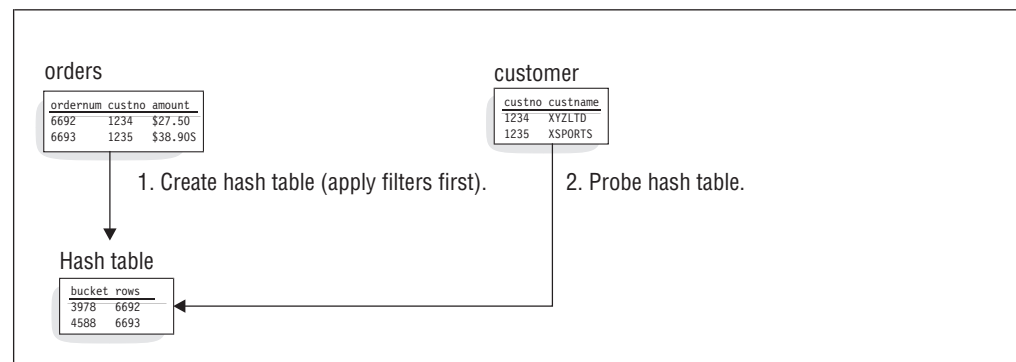 orders
ordernum custno amount
6692 1234 $27.50
6693 1235 $38.90S
customer
custno custname
1234 XYZLTD
1235 XSPORTS
1. Create hash table (apply filters first).
2. Probe hash table.
Hash table
bucket rows
3978 6692
4588 6693